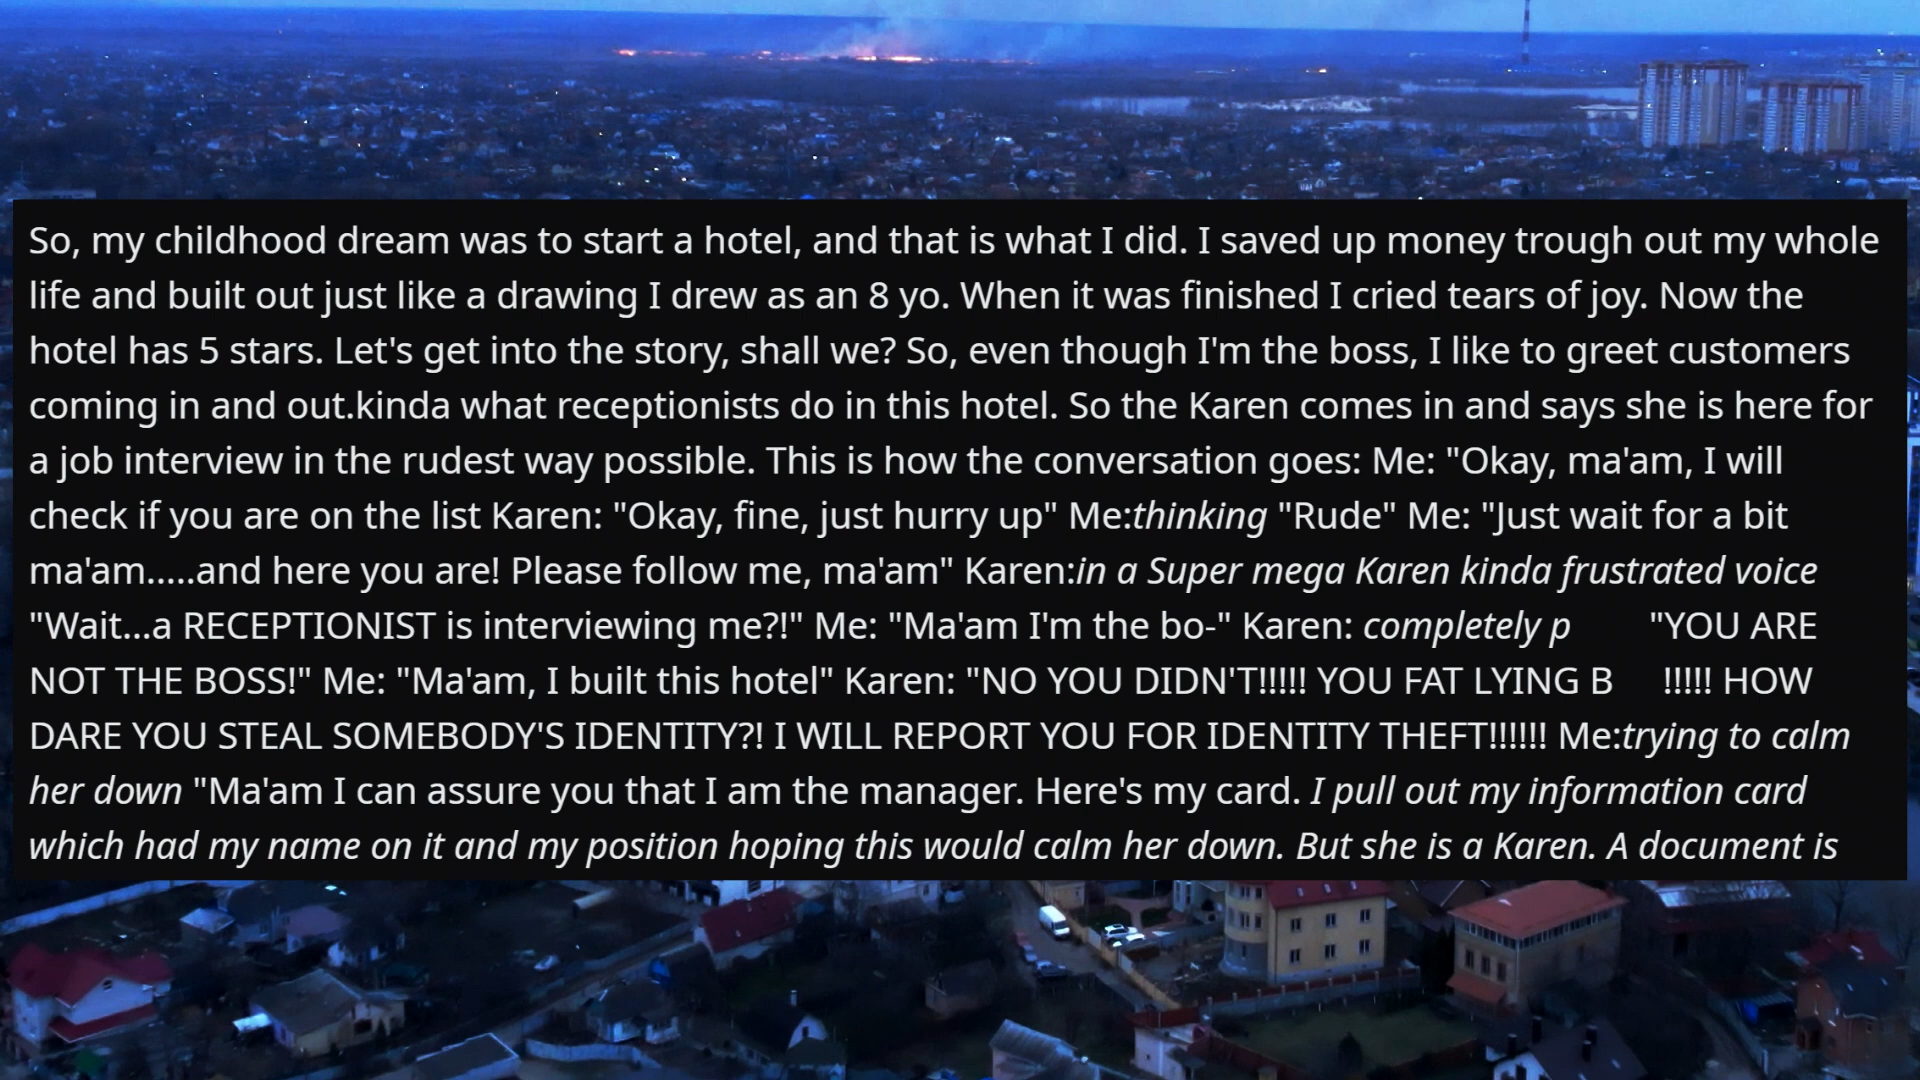 So, my childhood dream was to start a hotel, and that is what I did. I saved up money trough out my whole
life and built out just like a drawing I drew as an 8 yo. When it was finished I cried tears of joy. Now the
hotel has 5 stars. Let's get into the story, shall we? So, even though I'm the boss, I like to greet customers
coming in and out.kinda what receptionists do in this hotel. So the Karen comes in and says she is here for
a job interview in the rudest way possible. This is how the conversation goes: Me: "Okay, ma'am, I will
check if you are on the list Karen: "Okay, fine, just hurry up" Me:thinking "Rude" Me: "Just wait for a bit
ma'am.....and here you are! Please follow me, ma'am" Karen:in a Super mega Karen kinda frustrated voice
"Wait...a RECEPTIONIST is interviewing me?!" Me: "Ma'am I'm the bo-" Karen: completely p "YOU ARE
NOT THE BOSS!" Me: "Ma'am, I built this hotel" Karen: "NO YOU DIDN'T!!!!! YOU FAT LYING B !!!!! HOW
DARE YOU STEAL SOMEBODY'S IDENTITY?! I WILL REPORT YOU FOR IDENTITY THEFT!!!!!! Me:trying to calm
her down "Ma'am I can assure you that I am the manager. Here's my card. I pull out my information card
which had my name on it and my position hoping this would calm her down. But she is a Karen. A document is